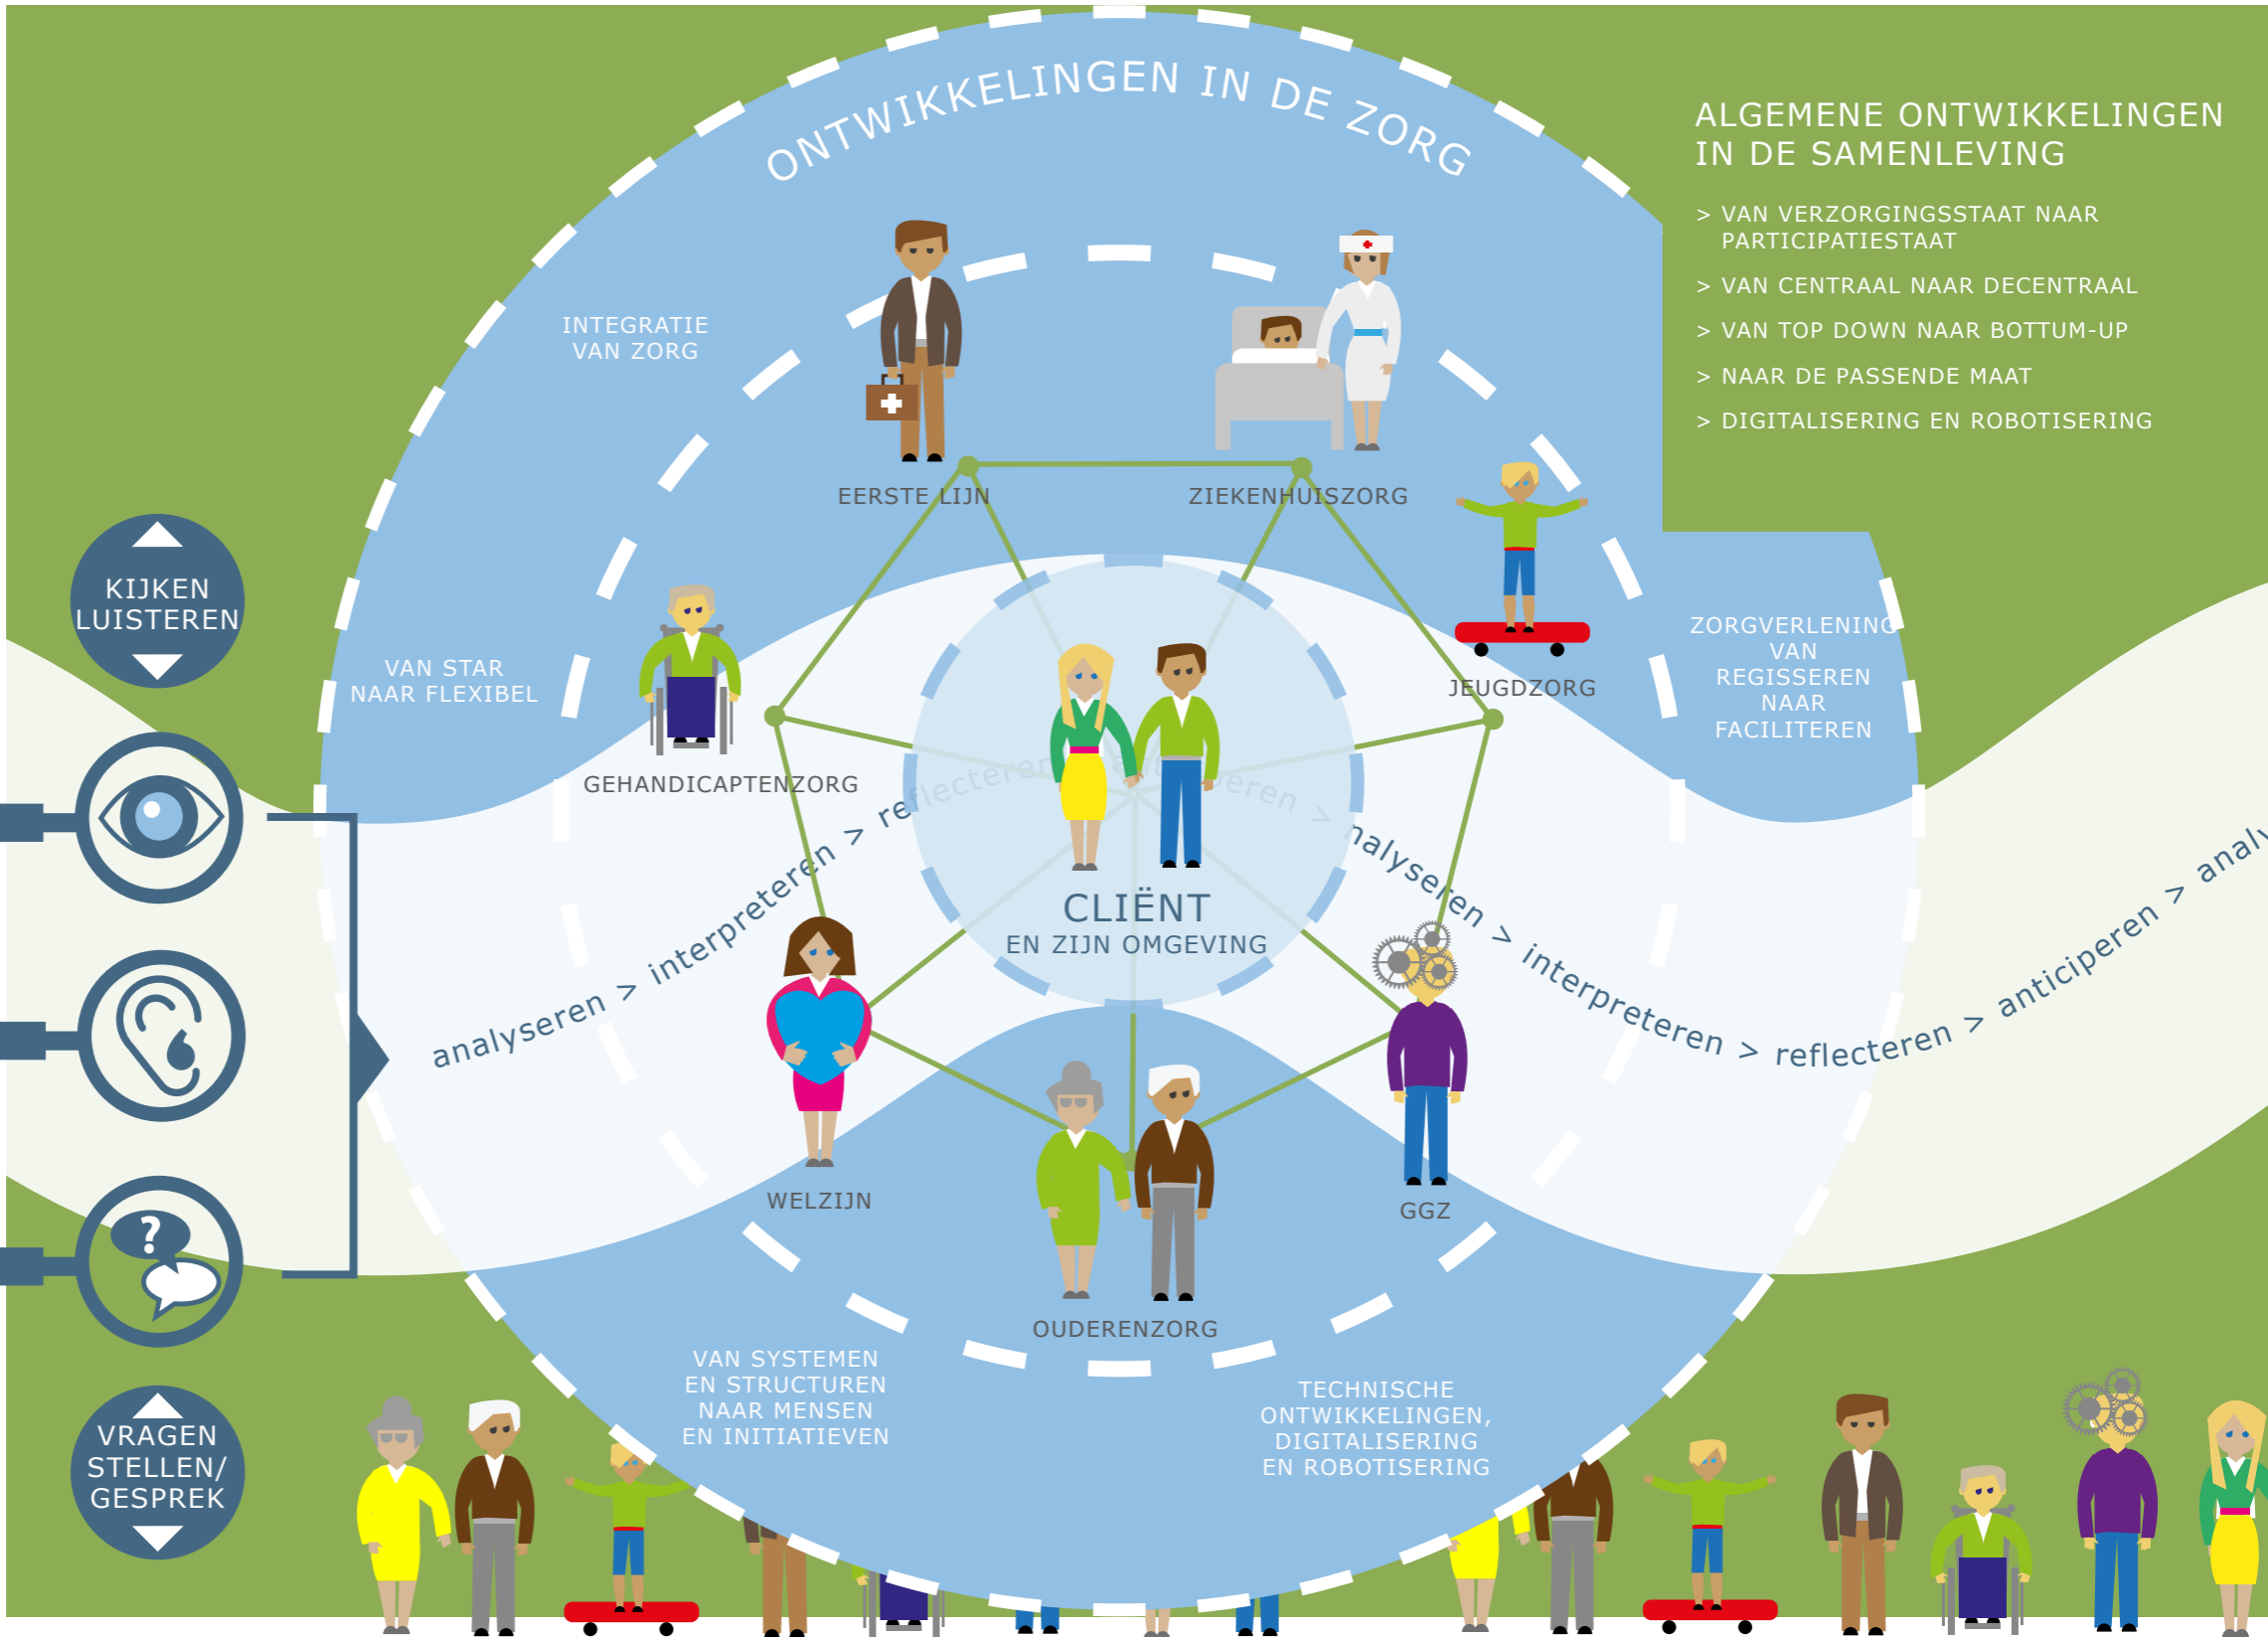 ONTWIKKELINGEN IN DE ZORG
ALGEMENE ONTWIKKELINGEN
IN DE SAMENLEVING
> VAN VERZORGINGSSTAAT NAAR
PARTICIPATIESTAAT
> VAN CENTRAAL NAAR DECENTRAAL
> VAN TOP DOWN NAAR BOTTUM-UP
> NAAR DE PASSENDE MAAT
> DIGITALISERING EN ROBOTISERING
INTEGRATIE
VAN ZORG
EERSTE LIJN
ZIEKENHUISZORG
KIJKEN
LUISTEREN
VAN STAR
NAAR FLEXIBEL
GEHANDICAPTENZORG
JEUGDZORG
ZORGVERLENING
VAN
REGISSEREN
NAAR
FACILITEREN
analyseren > interpreteren > reflecteren > anticiperen > analyseren > interpreteren > reflecteren > anticiperen > analy
CLIËNT
EN ZIJN OMGEVING
WELZIJN
GGZ
OUDERENZORG
?
VAN SYSTEMEN
EN STRUCTUREN
NAAR MENSEN
EN INITIATIEVEN
TECHNISCHE
ONTWIKKELINGEN,
DIGITALISERING
EN ROBOTISERING
VRAGEN
STELLEN/
GESPREK